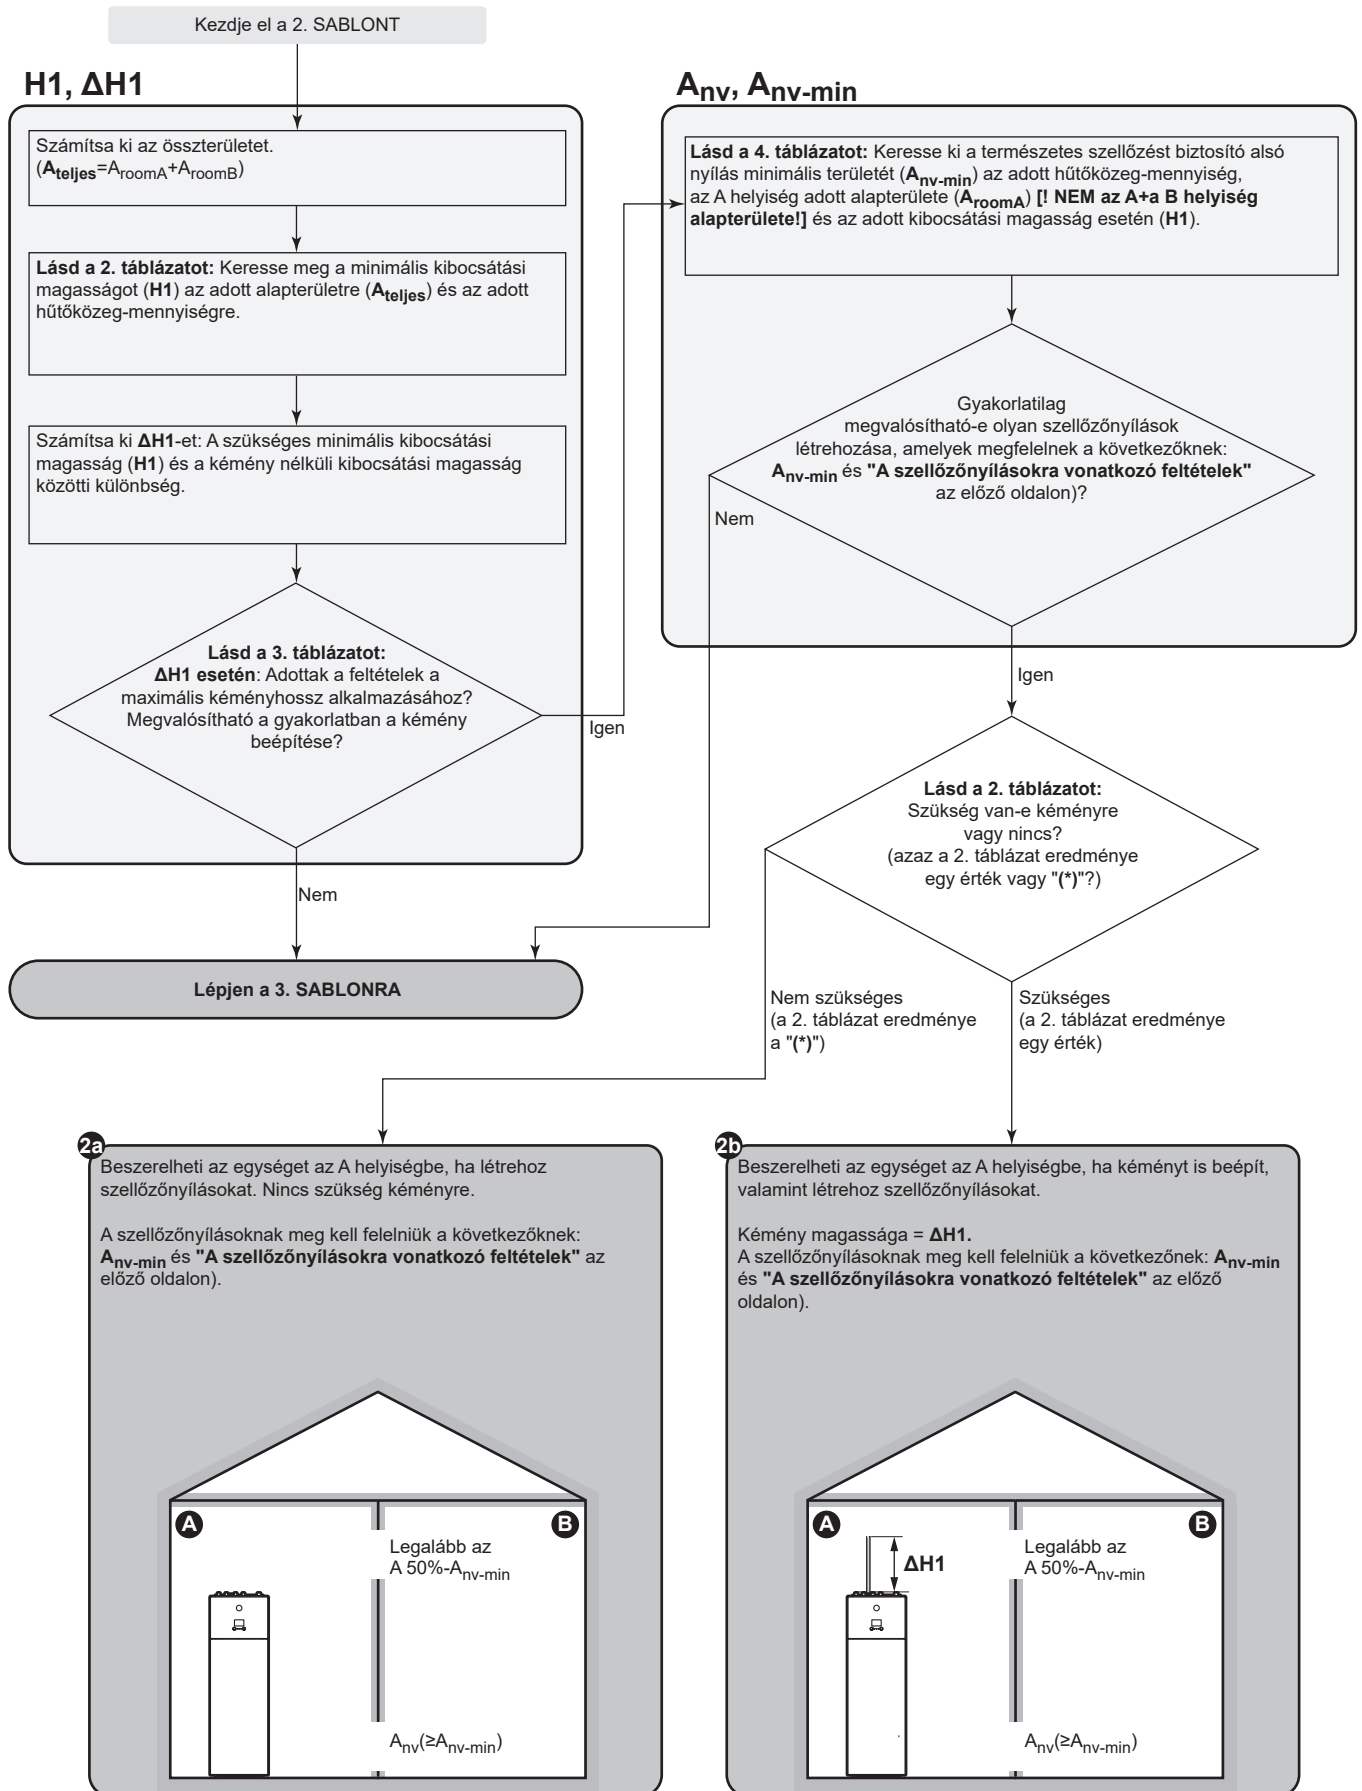 Kezdje el a 2. SABLONT
H1, ΔH1
Számítsa ki az összterületet.
(Ateljes=AroomA+AroomB)
Lásd a 2. táblázatot: Keresse meg a minimális kibocsátási
magasságot (H1) az adott alapterületre (Ateljes) és az adott
hűtőközeg-mennyiségre.
Számítsa ki ΔH1-et: A szükséges minimális kibocsátási
magasság (H1) és a kémény nélküli kibocsátási magasság
közötti különbség.
Lásd a 3. táblázatot:
ΔH1 esetén: Adottak a feltételek a
maximális kéményhossz alkalmazásához?
Megvalósítható a gyakorlatban a kémény
beépítése?
Igen
Nem
Lépjen a 3. SABLONRA
Anv, Anv-min
Lásd a 4. táblázatot: Keresse ki a természetes szellőzést biztosító alsó
nyílás minimális területét (Anv-min) az adott hűtőközeg-mennyiség,
az A helyiség adott alapterülete (AroomA) [! NEM az A+a B helyiség
alapterülete!] és az adott kibocsátási magasság esetén (H1).
Gyakorlatilag
megvalósítható-e olyan szellőzőnyílások
létrehozása, amelyek megfelelnek a következőknek:
Anv-min és "A szellőzőnyílásokra vonatkozó feltételek"
az előző oldalon)?
Nem
Igen
Lásd a 2. táblázatot:
Szükség van-e kéményre
vagy nincs?
(azaz a 2. táblázat eredménye
egy érték vagy "(*)"?)
Nem szükséges
(a 2. táblázat eredménye
a "(*)")
Szükséges
(a 2. táblázat eredménye
egy érték)
2a
Beszerelheti az egységet az A helyiségbe, ha létrehoz
szellőzőnyílásokat. Nincs szükség kéményre.
A szellőzőnyílásoknak meg kell felelniük a következőknek:
Anv-min és "A szellőzőnyílásokra vonatkozó feltételek" az
előző oldalon).
A
B
Legalább az
A 50%-Anv-min
Anv(≥Anv-min)
2b
Beszerelheti az egységet az A helyiségbe, ha kéményt is beépít,
valamint létrehoz szellőzőnyílásokat.
Kémény magassága = ΔH1.
A szellőzőnyílásoknak meg kell felelniük a következőnek: Anv-min
és "A szellőzőnyílásokra vonatkozó feltételek" az előző
oldalon).
A
B
ΔH1
Legalább az
A 50%-Anv-min
Anv(≥Anv-min)